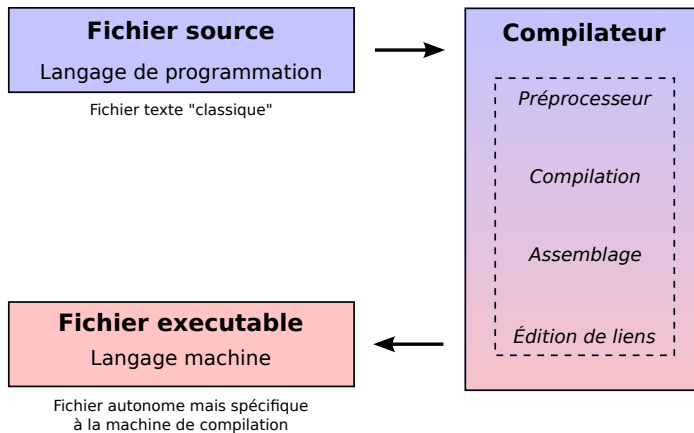 Fichier source
Langage de programmation
Fichier texte "classique"
Compilateur
Préprocesseur
Compilation
Assemblage
Édition de liens
Fichier executable
Langage machine
Fichier autonome mais spécifique
à la machine de compilation